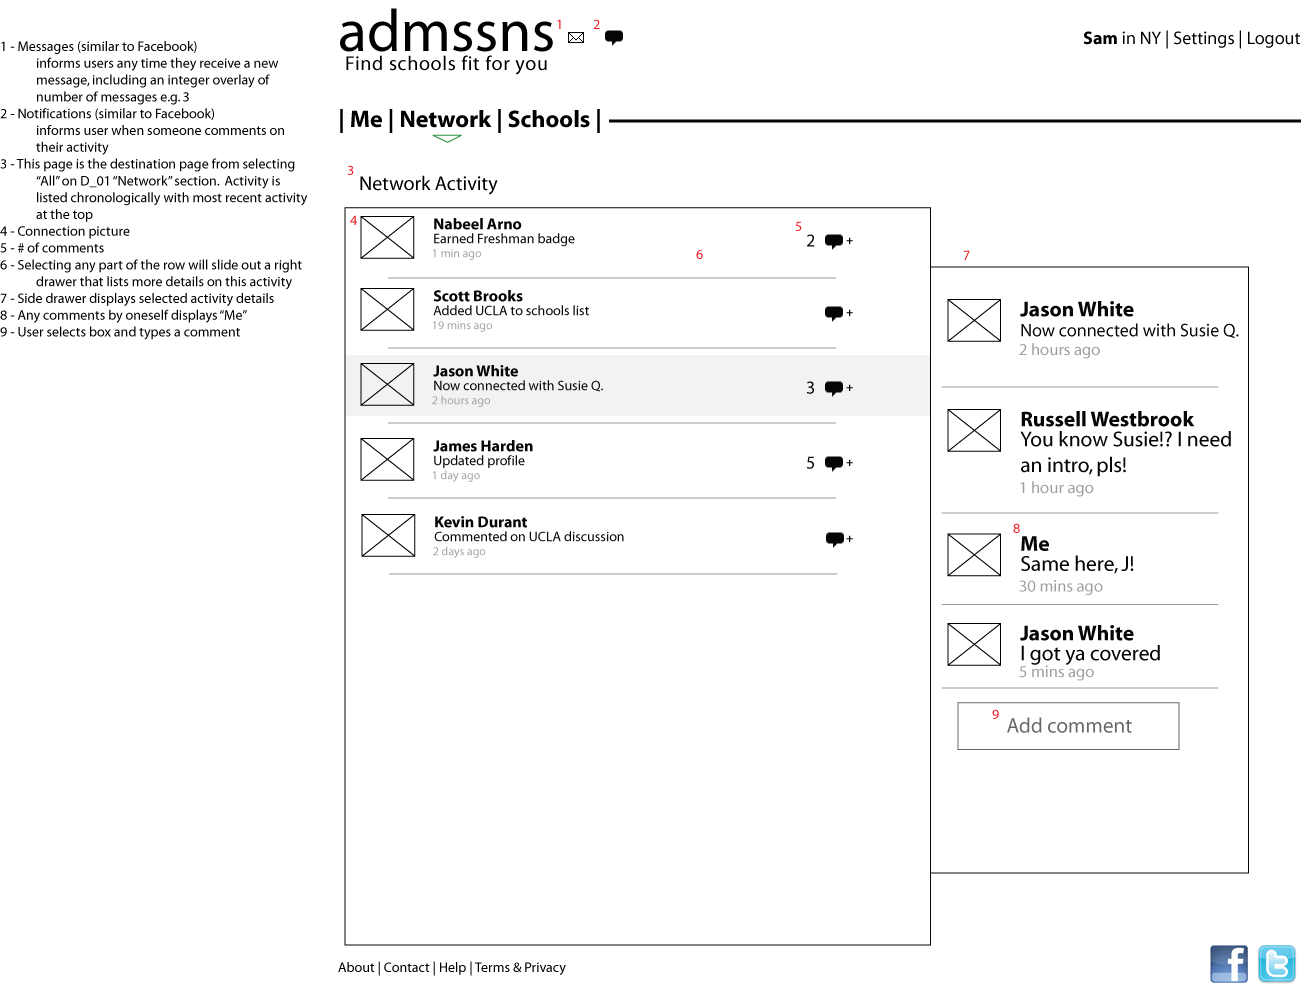 1 - Messages (similar to Facebook)
informs users any time they receive a new
message, including an integer overlay of
number of messages e.g. 3
2 - Notifications (similar to Facebook)
informs user when someone comments on
their activity
3 - This page is the destination page from selecting
“All” on D_01 “Network” section. Activity is
listed chronologically with most recent activity
at the top
4 - Connection picture
5 - # of comments
6 - Selecting any part of the row will slide out a right
drawer that lists more details on this activity
7 - Side drawer displays selected activity details
8 - Any comments by oneself displays “Me”
9 - User selects box and types a comment
admssns
1
2
Find schools fit for you
Sam in NY | Settings | Logout
| Me | Network | Schools |
3
Network Activity
4
Nabeel Arno
Earned Freshman badge
1 min ago
5
2 +
6
Scott Brooks
Added UCLA to schools list
19 mins ago
+
Jason White
Now connected with Susie Q.
2 hours ago
3 +
James Harden
Updated profile
1 day ago
5 +
Kevin Durant
Commented on UCLA discussion
2 days ago
+
7
Jason White
Now connected with Susie Q.
2 hours ago
Russell Westbrook
You know Susie!? I need
an intro, pls!
1 hour ago
8
Me
Same here, J!
30 mins ago
Jason White
I got ya covered
5 mins ago
9
Add comment
About | Contact | Help | Terms & Privacy
f
t